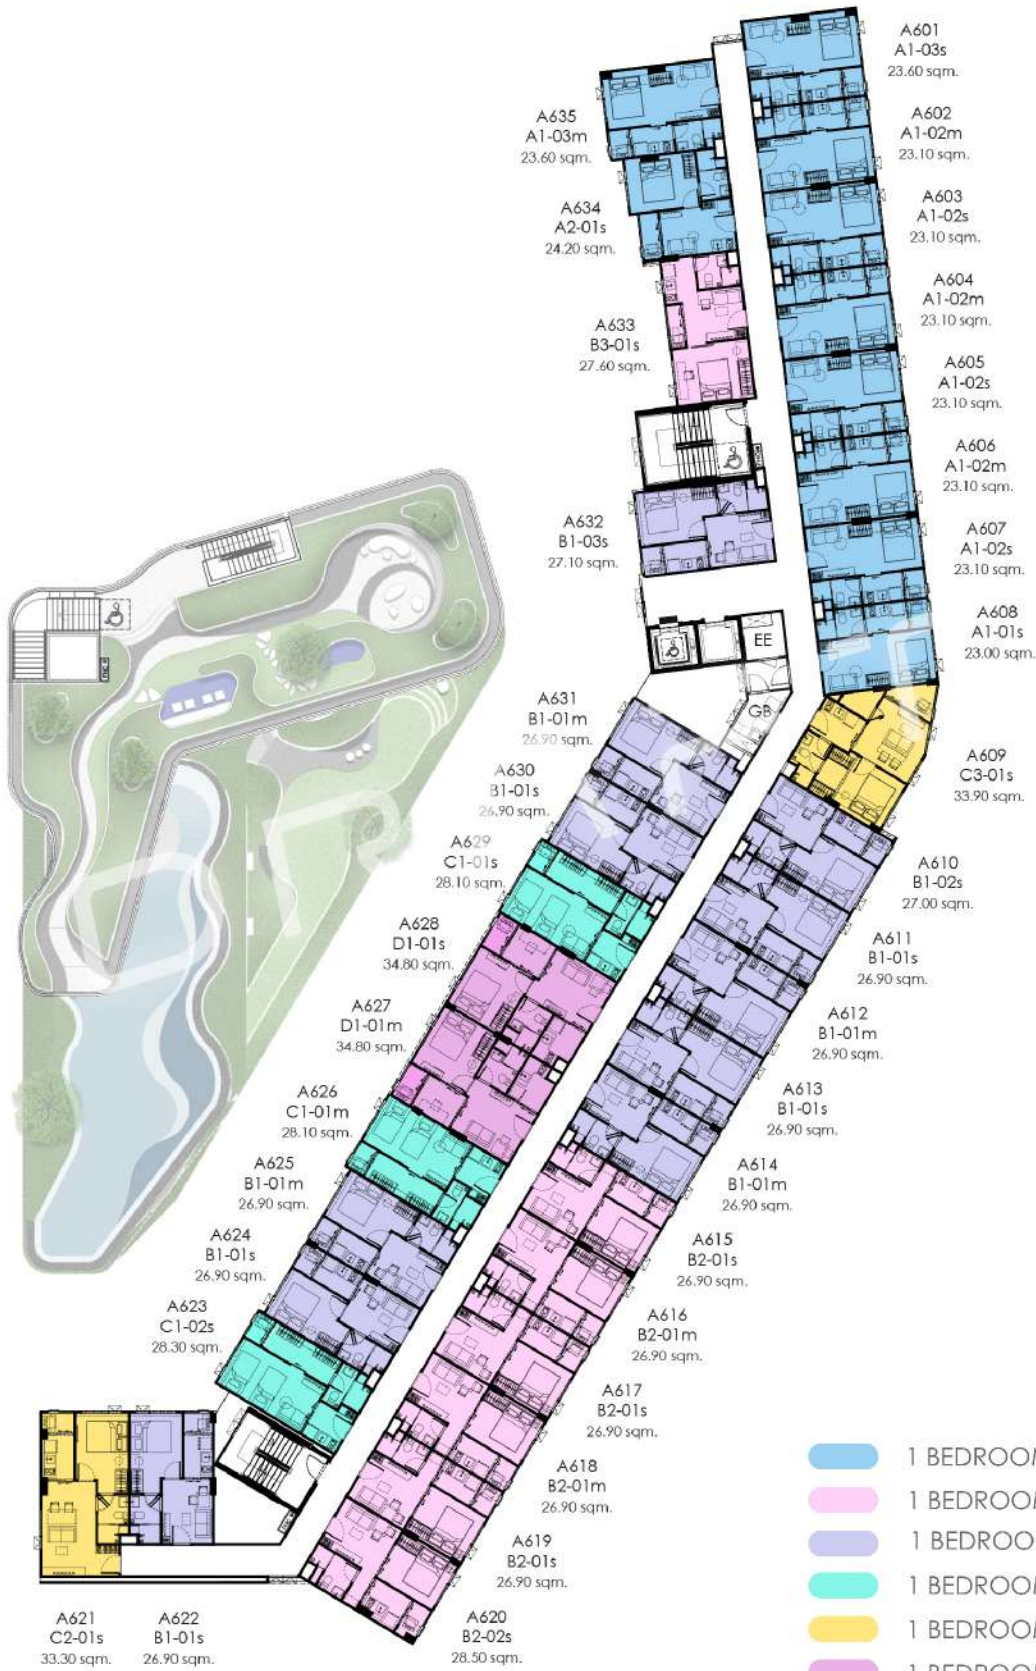 A601
A1-03s
23.60 sqm.
A602
A1-02m
23.10 sqm.
A603
A1-02s
23.10 sqm.
A604
A1-02m
23.10 sqm.
A605
A1-02s
23.10 sqm.
A606
A1-02m
23.10 sqm.
A607
A1-02s
23.10 sqm.
A608
A1-01s
23.00 sqm.
A609
C3-01s
33.90 sqm.
A610
B1-02s
27.00 sqm.
A611
B1-01s
26.90 sqm.
A612
B1-01m
26.90 sqm.
A613
B1-01s
26.90 sqm.
A614
B1-01m
26.90 sqm.
A615
B2-01s
26.90 sqm.
A616
B2-01m
26.90 sqm.
A617
B2-01s
26.90 sqm.
A618
B2-01m
26.90 sqm.
A619
B2-01s
26.90 sqm.
A620
B2-02s
28.50 sqm.
A635
A1-03m
23.60 sqm.
A634
A2-01s
24.20 sqm.
A633
B3-01s
27.60 sqm.
A632
B1-03s
27.10 sqm.
EE
GB
A631
B1-01m
26.90 sqm.
A630
B1-01s
26.90 sqm.
A629
C1-01s
28.10 sqm.
A628
D1-01s
34.80 sqm.
A627
D1-01m
34.80 sqm.
A626
C1-01m
28.10 sqm.
A625
B1-01m
26.90 sqm.
A624
B1-01s
26.90 sqm.
A623
C1-02s
28.30 sqm.
A621
C2-01s
33.30 sqm.
A622
B1-01s
26.90 sqm.
1 BEDROOM
1 BEDROOM
1 BEDROO
1 BEDROOM
1 BEDROOM
1 BEDROOM